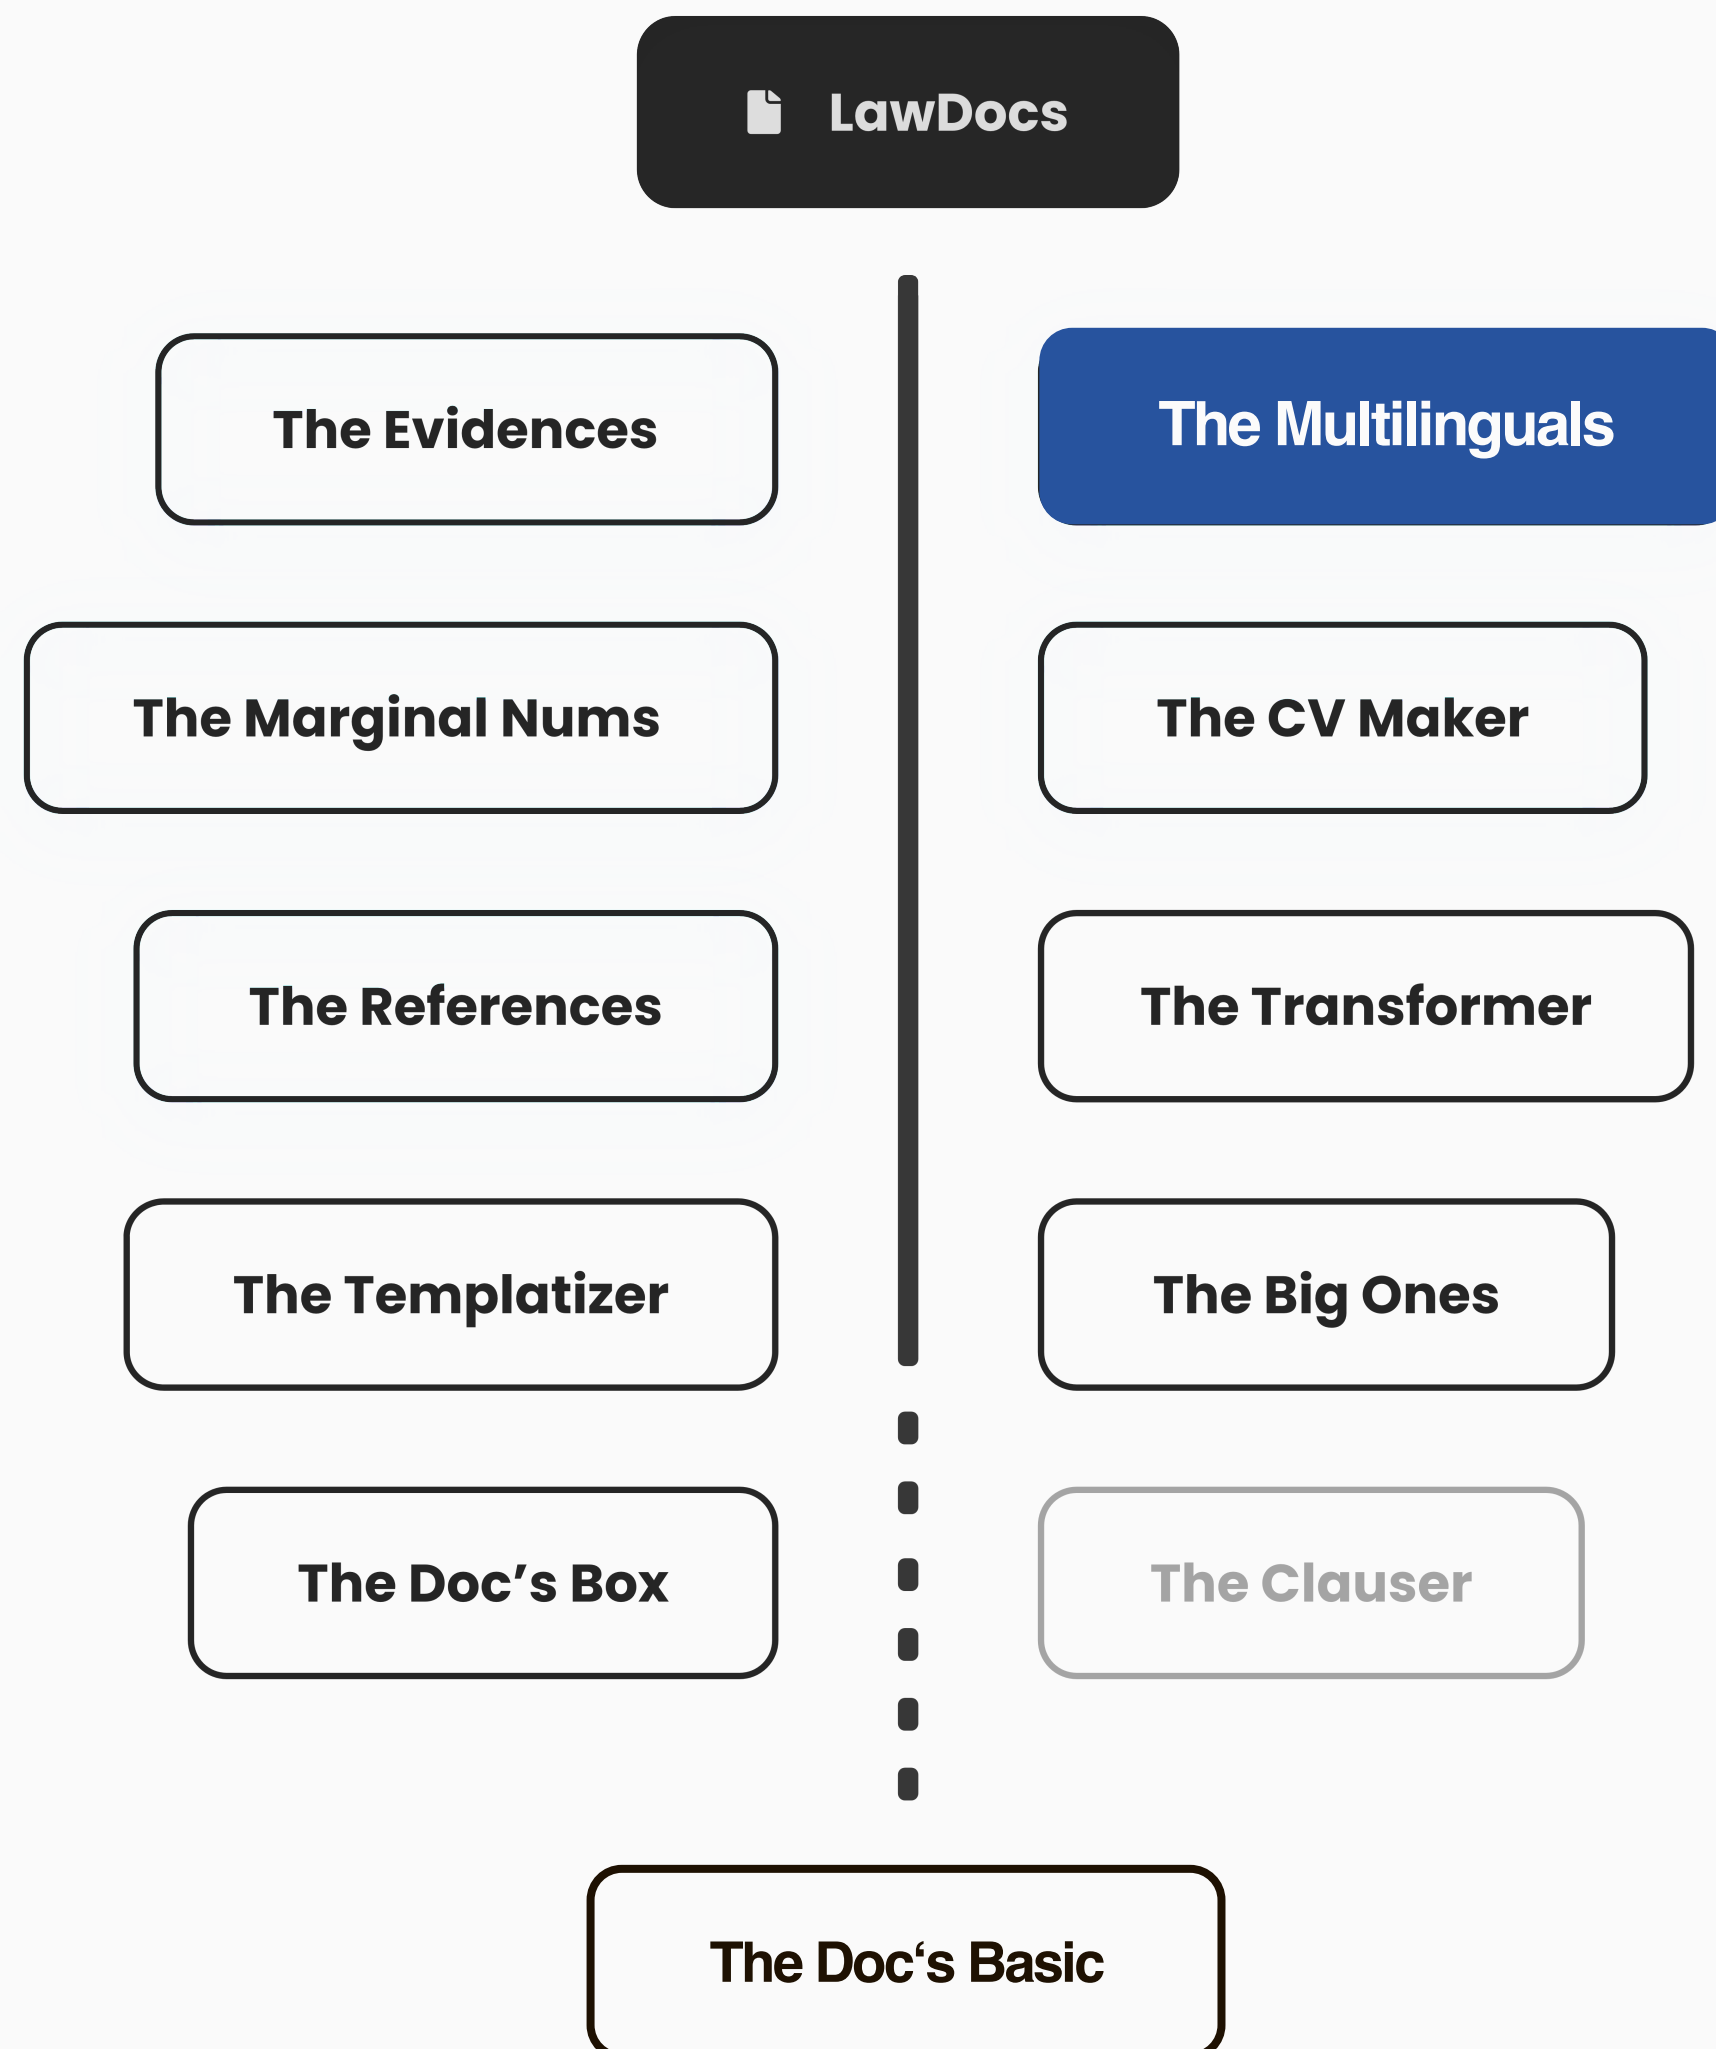 LawDocs
The Evidences
The Multilinguals
The Marginal Nums
The CV Maker
The References
The Transformer
The Templatizer
The Big Ones
The Doc’s Box
The Clauser
The Doc‘s Basic